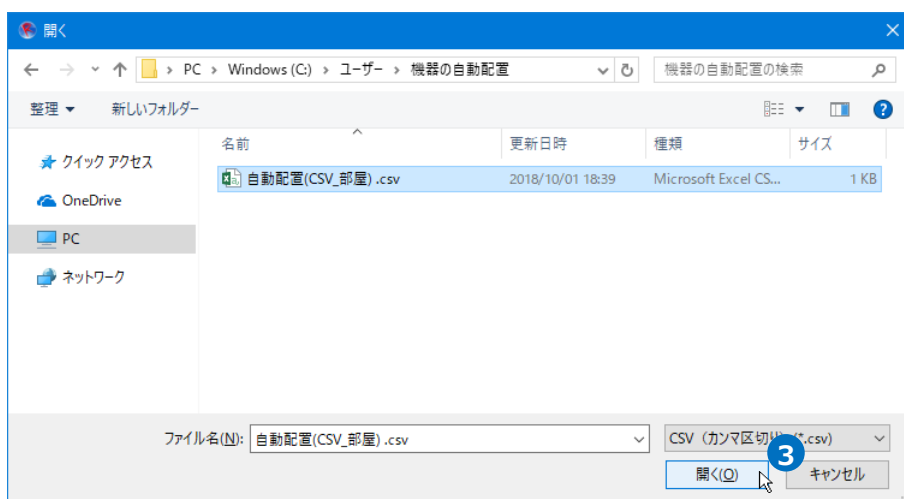 開く
PC › Windows (C:) › ユーザー › 機器の自動配置
機器の自動配置の検索
整理 新しいフォルダー
名前 更新日時 種類 サイズ
クイック アクセス
自動配置(CSV_部屋) .csv 2018/10/01 18:39 Microsoft Excel CS... 1 KB
OneDrive
PC
ネットワーク
ファイル名(N): 自動配置(CSV_部屋) .csv
CSV (カンマ区切り) (*.csv)
3
開く(O) キャンセル